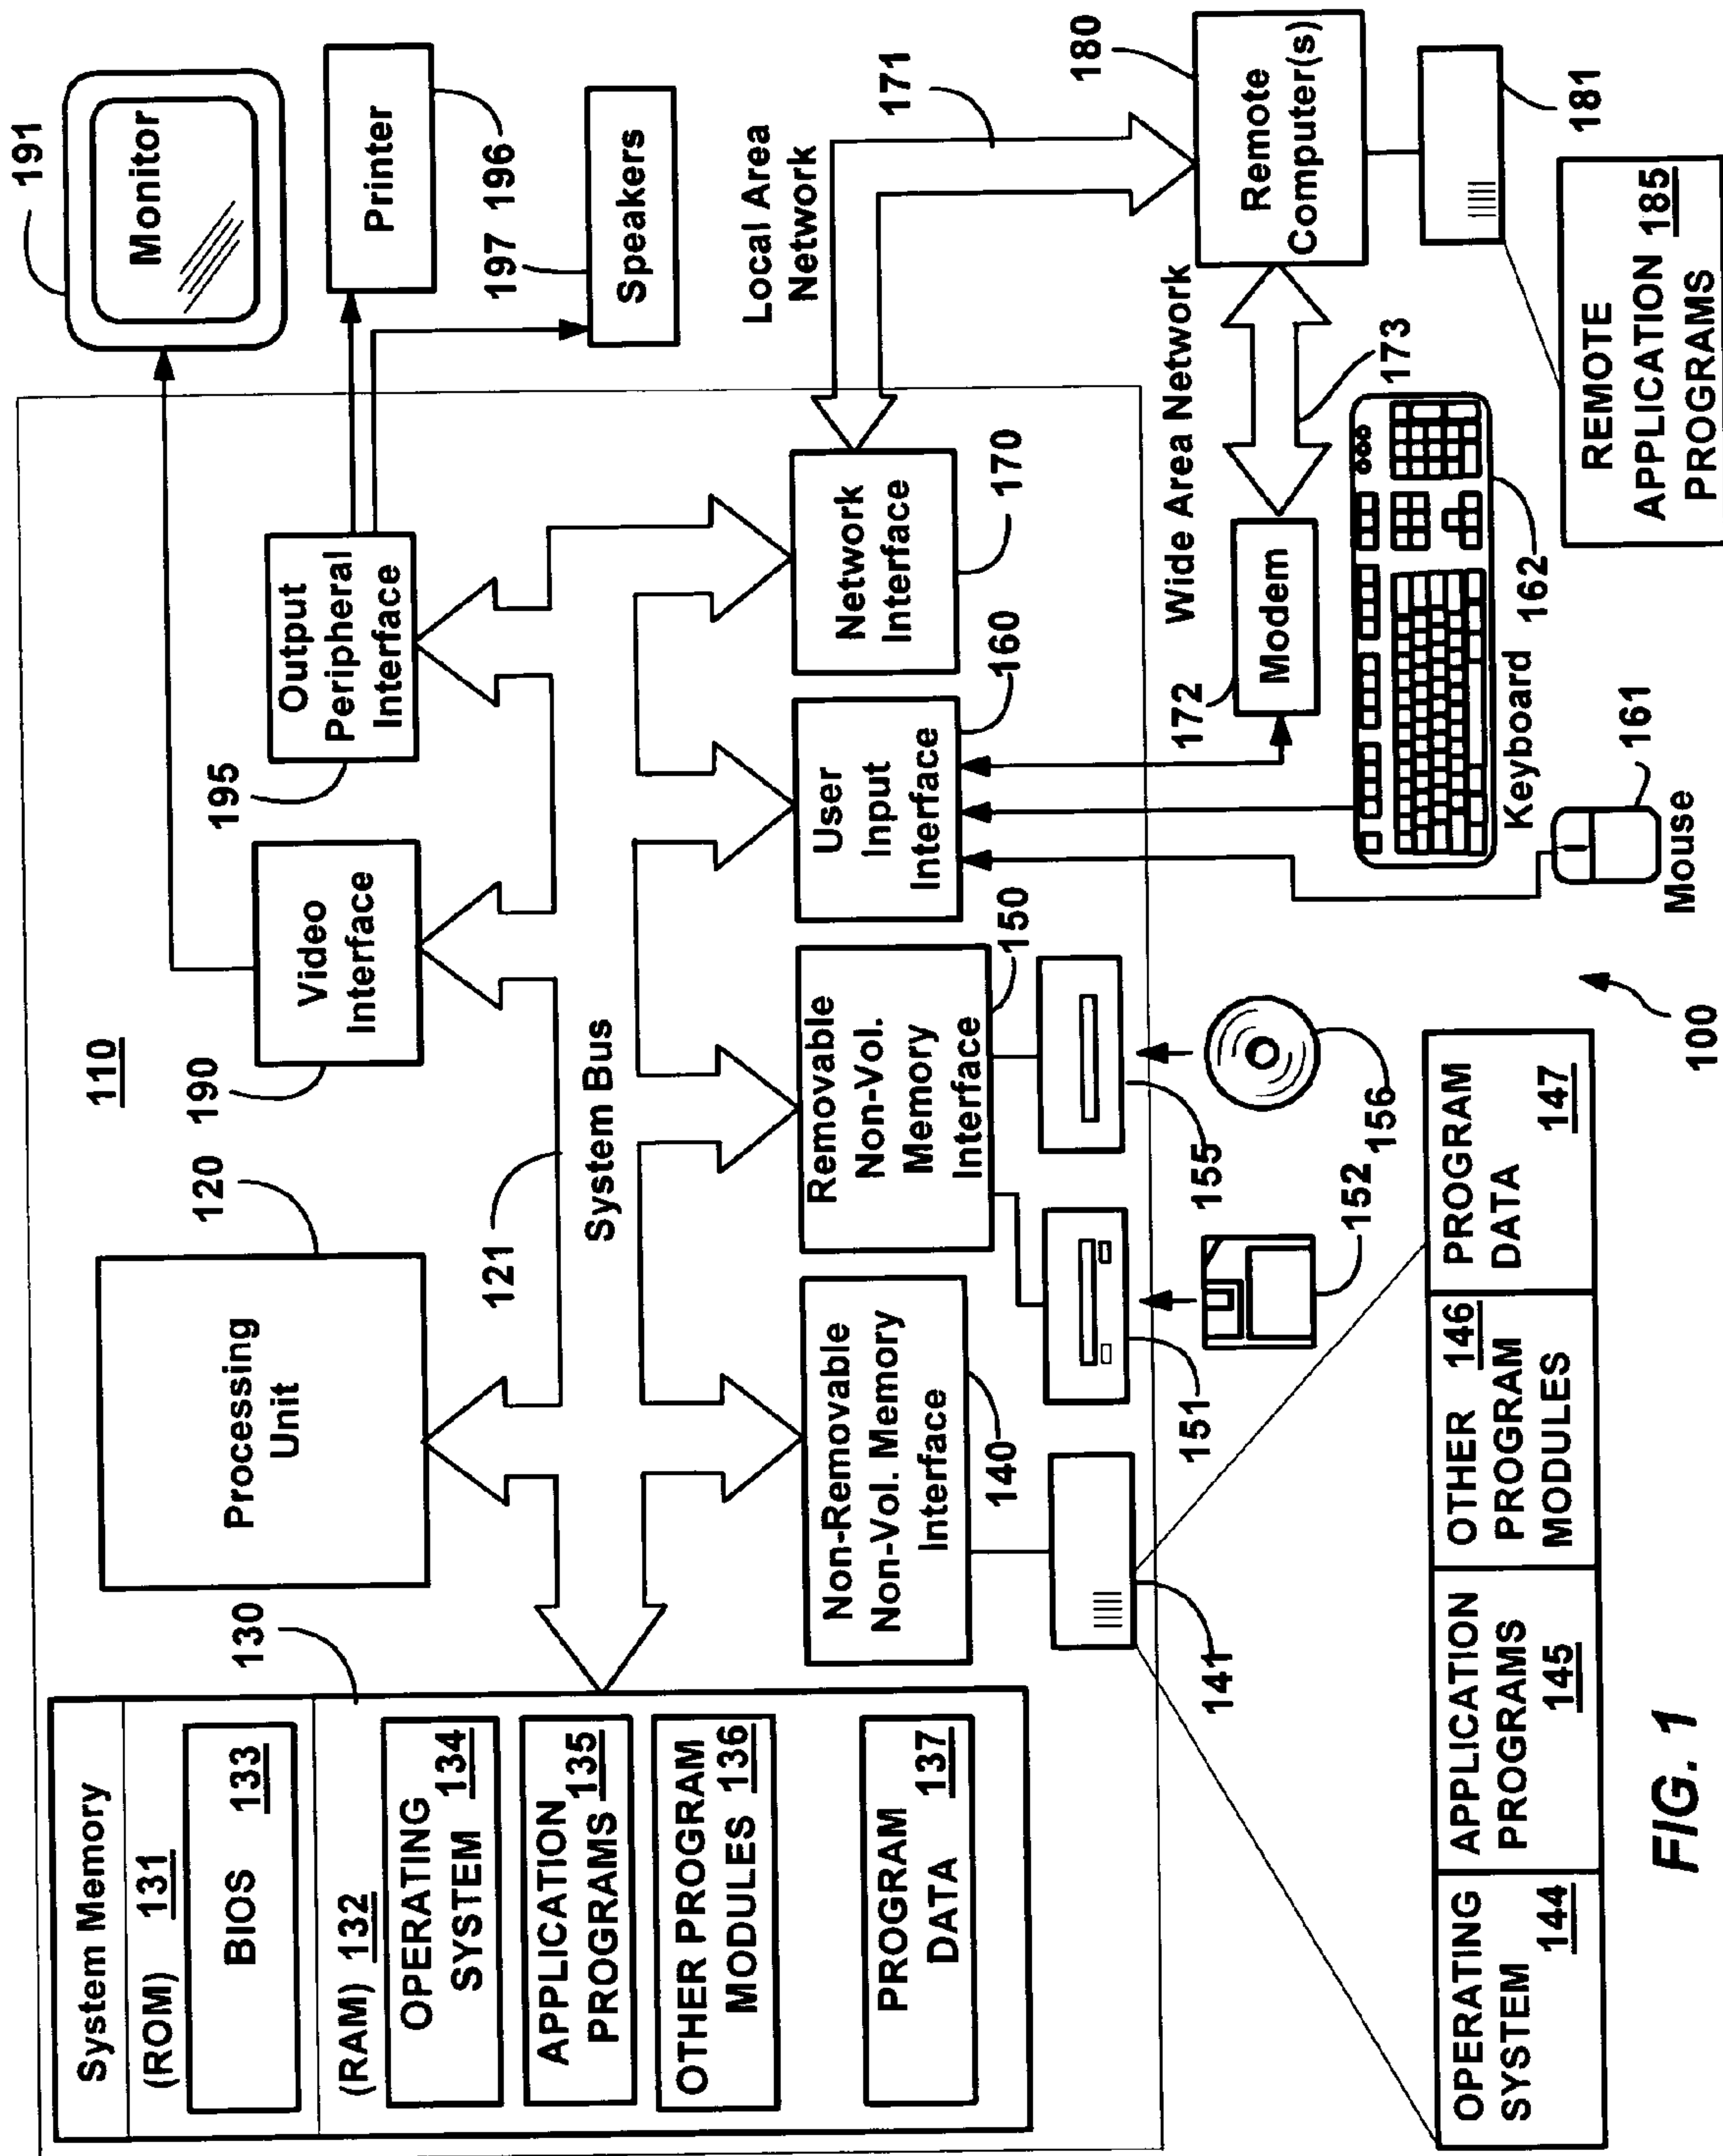 System Memory
(ROM) 131
BIOS 133
(RAM) 132
OPERATING
SYSTEM 134
APPLICATION
PROGRAMS 135
OTHER PROGRAM
MODULES 136
PROGRAM
DATA 137
130
Processing
Unit
120
110
190
Video
Interface
195
Output
Peripheral
Interface
191
Monitor
Printer
196
197
Speakers
121
System Bus
Non-Removable
Non-Vol. Memory
Interface
140
Removable
Non-Vol.
Memory
Interface
150
User
Input
Interface
160
Network
Interface
170
Local Area
Network
171
141
151
152
155
156
172
Modem
Wide Area Network
173
180
Remote
Computer(s)
181
Keyboard
162
161
Mouse
REMOTE
APPLICATION
PROGRAMS 185
OPERATING
SYSTEM 144
APPLICATION
PROGRAMS
145
OTHER 146
PROGRAM
MODULES
PROGRAM
DATA 147
100
FIG. 1